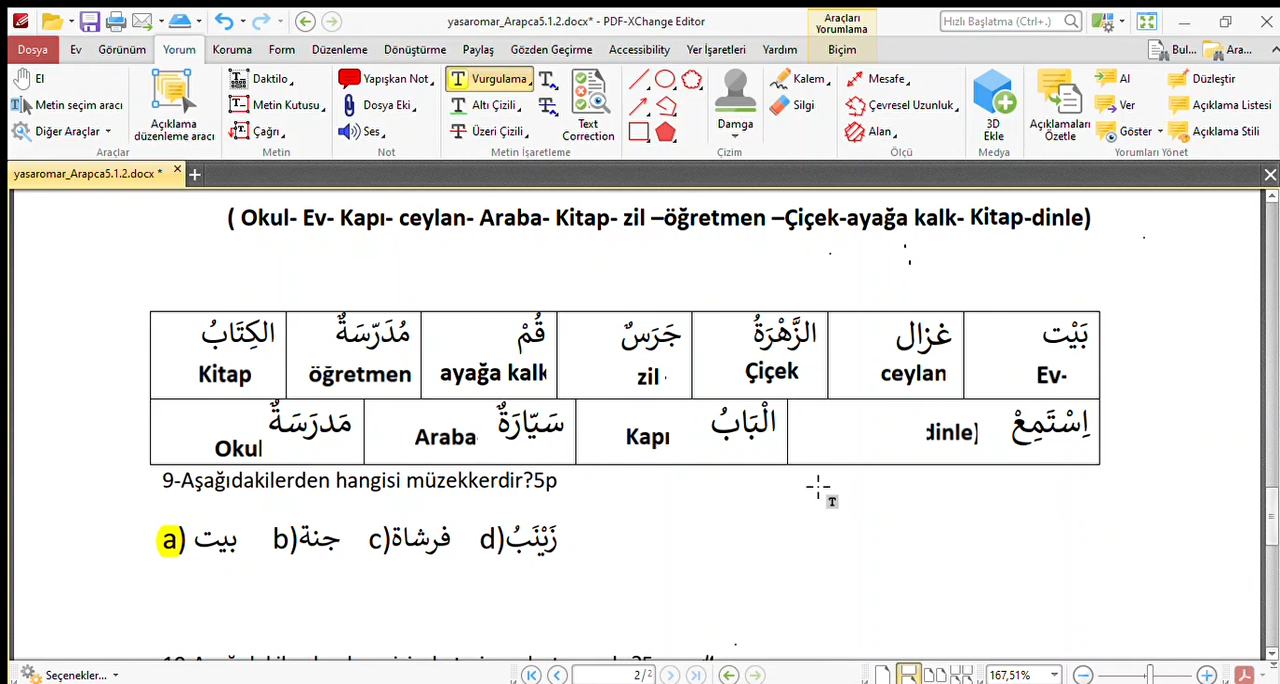 yasaromar_Arapca5.1.2.docx* - PDF-XChange Editor
Araçları Yorumlama
Hızlı Başlatma (Ctrl+.)
Dosya Ev Görünüm Yorum Koruma Form Düzenleme Dönüştürme Paylaş Gözden Geçirme Accessibility Yer İşaretleri Yardım Biçim Bul... Ara...
El
Metin seçim aracı
Diğer Araçlar
Açıklama düzenleme aracı
Araçlar
Daktilo
Metin Kutusu
Çağrı
Metin
Yapışkan Not
Dosya Eki
Ses
Not
Vurgulama
Altı Çizili
Üzeri Çizili
Text Correction
Metin İşaretleme
Damga
Kalem
Silgi
Çizim
Mesafe
Çevresel Uzunluk
Alan
Ölçü
3D Ekle
Medya
Açıklamaları Özetle
Al
Ver
Göster
Düzleştir
Açıklama Listesi
Açıklama Stili
Yorumları Yönet
yasaromar_Arapca5.1.2.docx *
( Okul- Ev- Kapı- ceylan- Araba- Kitap- zil –öğretmen –Çiçek-ayağa kalk- Kitap-dinle)
بَيْت غزال الزَّهْرَةُ جَرَسٌ قُمْ مُدَرّسَةٌ الكِتَابُ
Kitap öğretmen ayağa kalk zil Çiçek ceylan Ev-
اِسْتَمِعْ الْبَابُ سَيّارَةٌ مَدرَسَةٌ
Okul Araba Kapı dinle)
9-Aşağıdakilerden hangisi müzekkerdir?5p
a) بيت b)جنة c)فرشاة d)زَيْنَبُ
Seçenekler... 2/2 167,51%